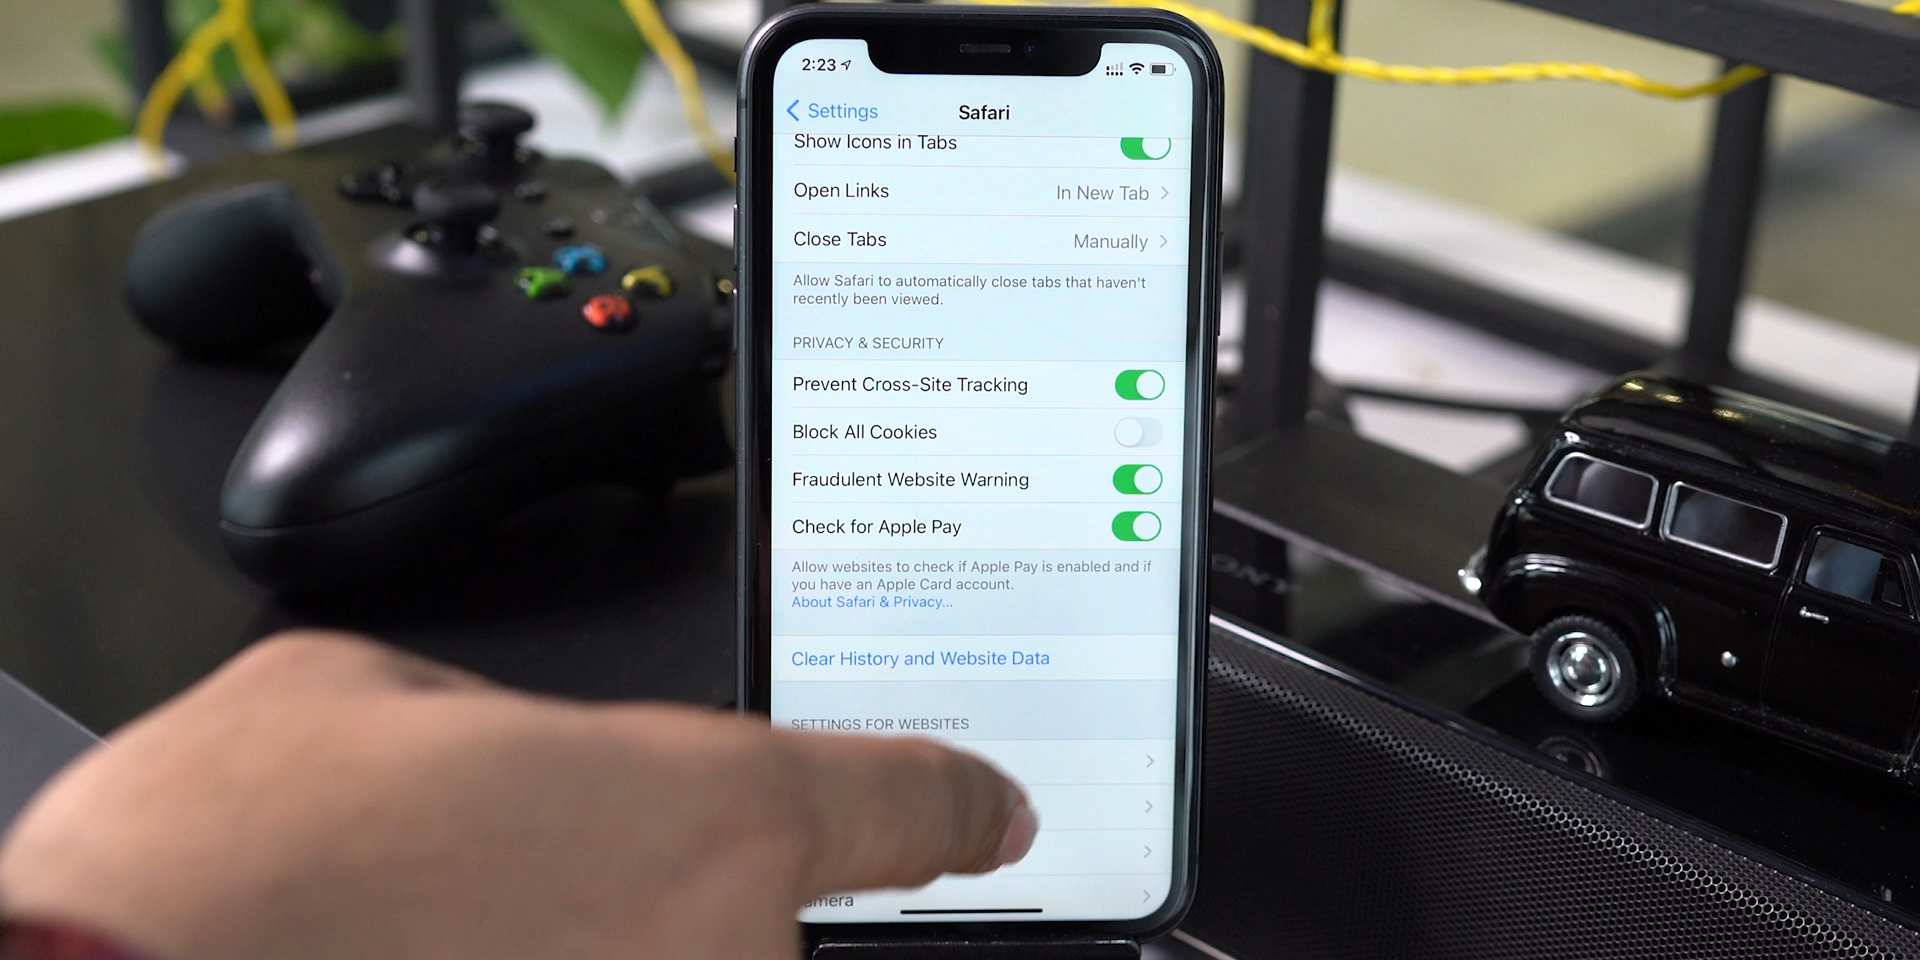 2:23
Settings
Safari
Show Icons in Tabs
Open Links
In New Tab
Close Tabs
Manually
Allow Safari to automatically close tabs that haven't
recently been viewed.
PRIVACY & SECURITY
Prevent Cross-Site Tracking
Block All Cookies
Fraudulent Website Warning
Check for Apple Pay
Allow websites to check if Apple Pay is enabled and if
you have an Apple Card account.
About Safari & Privacy...
Clear History and Website Data
SETTINGS FOR WEBSITES